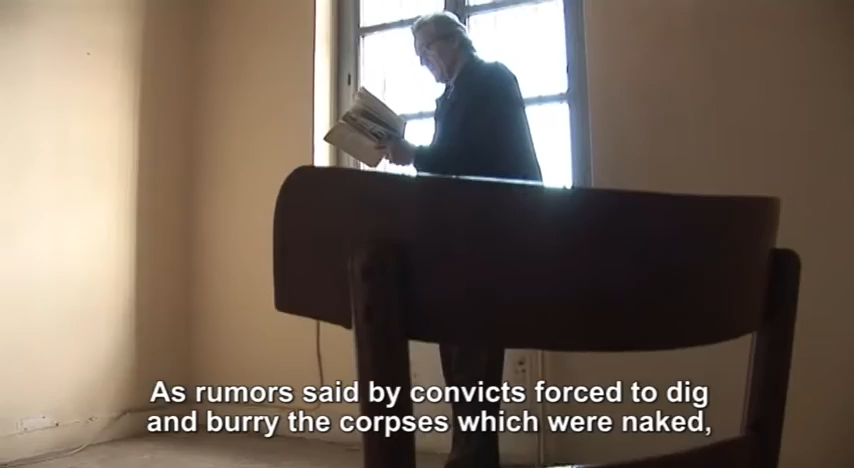 As rumors said by convicts forced to dig
and burry the corpses which were naked,